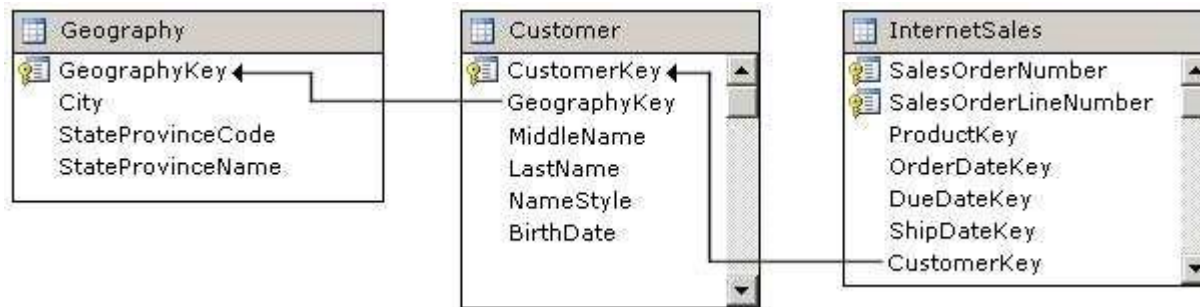 Geography
GeographyKey
City
StateProvinceCode
StateProvinceName
Customer
CustomerKey
GeographyKey
MiddleName
LastName
NameStyle
BirthDate
InternetSales
SalesOrderNumber
SalesOrderLineNumber
ProductKey
OrderDateKey
DueDateKey
ShipDateKey
CustomerKey